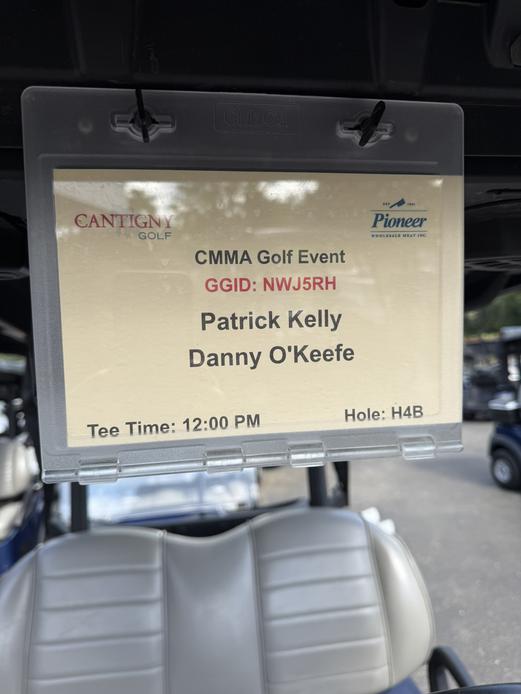 CANTIGNY
GOLF
Pioneer
WHOLESALE MEAT INC.
CMMA Golf Event
GGID: NWJ5RH
Patrick Kelly
Danny O'Keefe
Tee Time: 12:00 PM
Hole: H4B